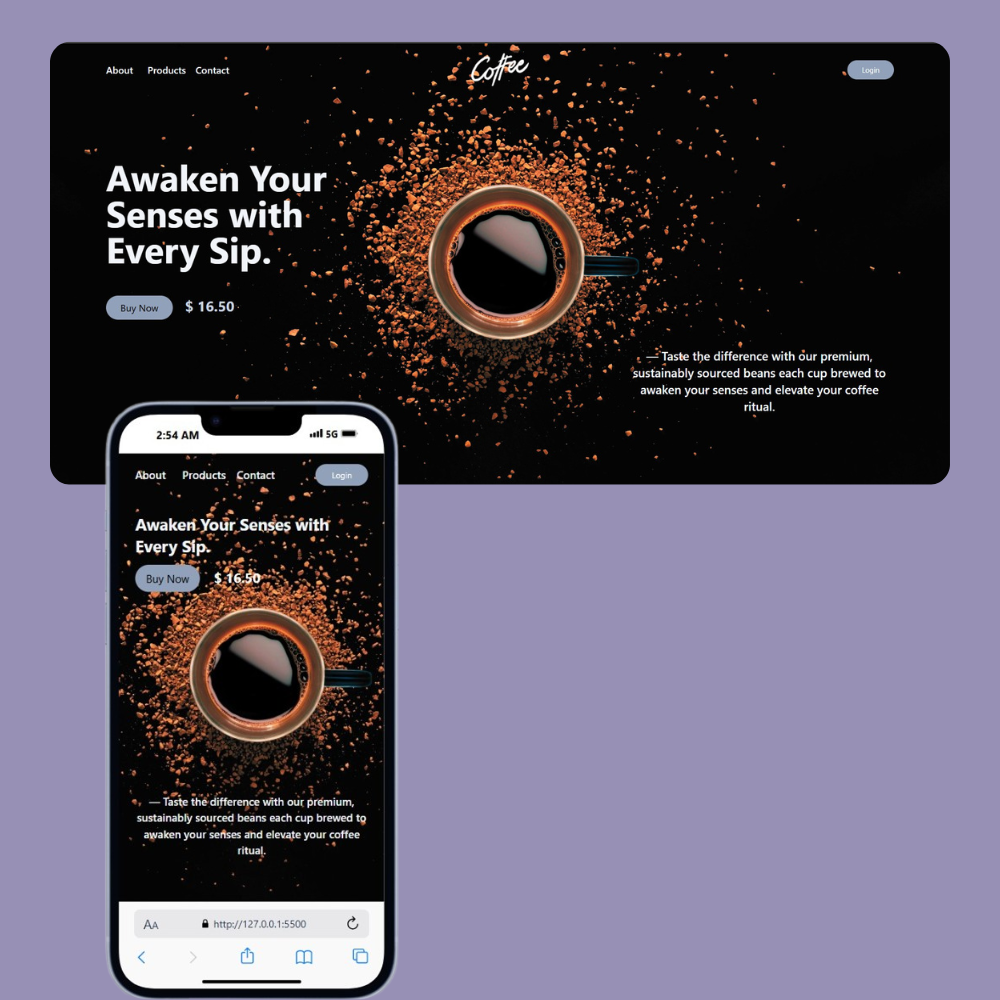 About Products Contact
Coffee
Login
Awaken Your
Senses with
Every Sip.
Buy Now $ 16.50
— Taste the difference with our premium,
sustainably sourced beans each cup brewed to
awaken your senses and elevate your coffee
ritual.
2:54 AM 5G
About Products Contact Login
Awaken Your Senses with
Every Sip.
Buy Now $ 16.50
— Taste the difference with our premium,
sustainably sourced beans each cup brewed to
awaken your senses and elevate your coffee
ritual.
AA http://127.0.0.1:5500